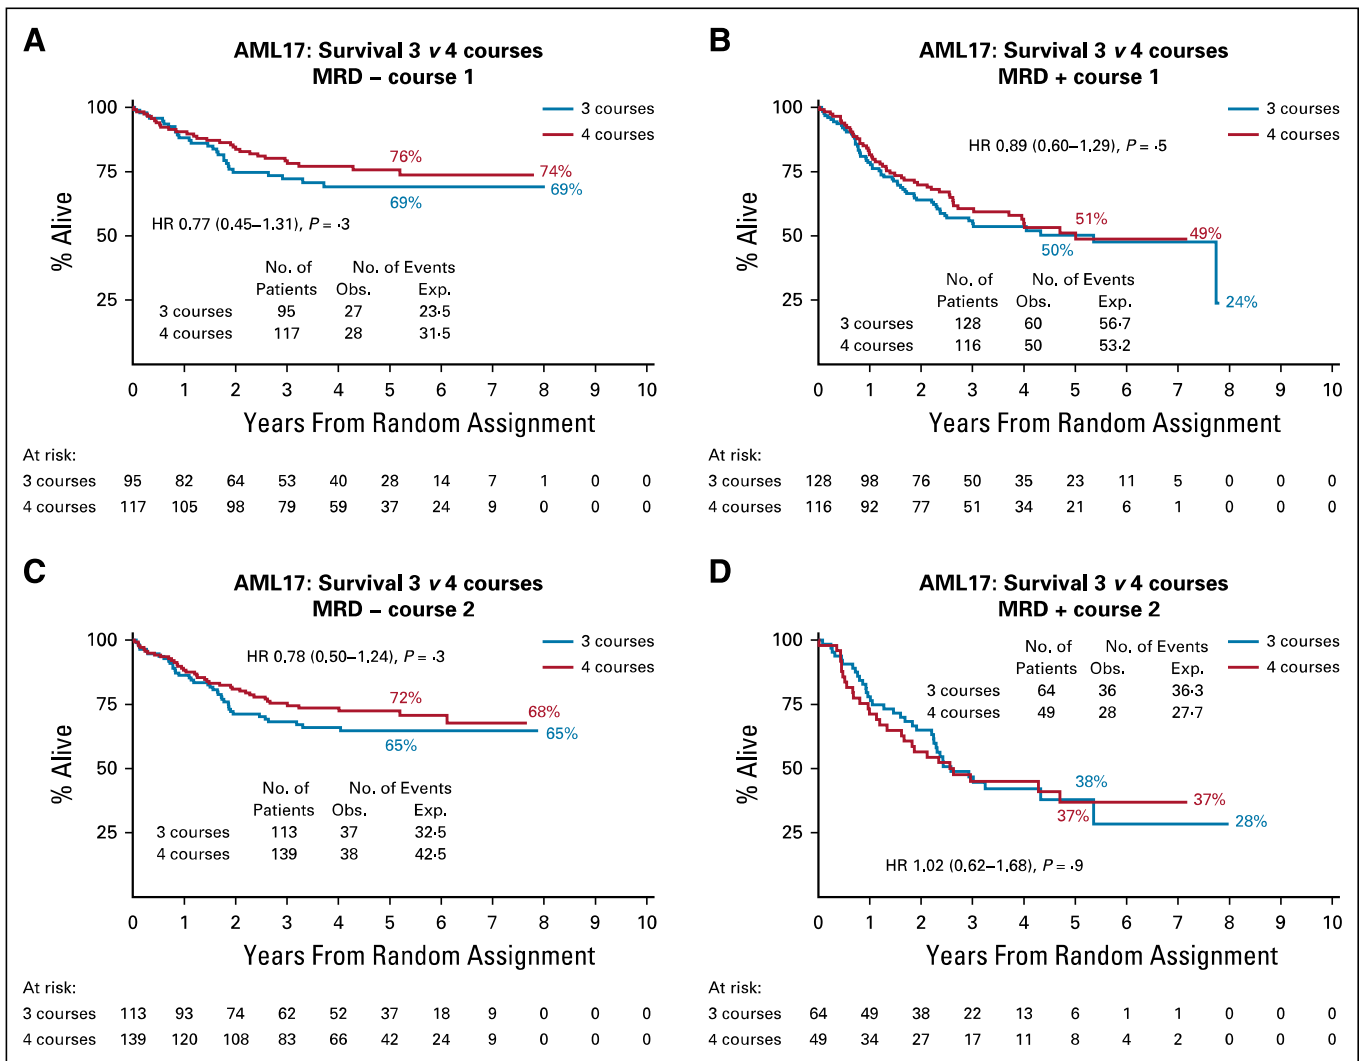 A
AML17: Survival 3 v 4 courses
MRD – course 1
100
75
50
25
% Alive
3 courses
4 courses
76%
74%
69%
69%
HR 0.77 (0.45–1.31), P = ·3
No. of No. of Events
Patients Obs. Exp.
3 courses 95 27 23·5
4 courses 117 28 31·5
0 1 2 3 4 5 6 7 8 9 10
Years From Random Assignment
At risk:
3 courses 95 82 64 53 40 28 14 7 1 0 0
4 courses 117 105 98 79 59 37 24 9 0 0 0
B
AML17: Survival 3 v 4 courses
MRD + course 1
100
75
50
25
% Alive
3 courses
4 courses
HR 0.89 (0.60–1.29), P = ·5
51%
49%
50%
24%
No. of No. of Events
Patients Obs. Exp.
3 courses 128 60 56·7
4 courses 116 50 53·2
0 1 2 3 4 5 6 7 8 9 10
Years From Random Assignment
At risk:
3 courses 128 98 76 50 35 23 11 5 0 0 0
4 courses 116 92 77 51 34 21 6 1 0 0 0
C
AML17: Survival 3 v 4 courses
MRD – course 2
100
75
50
25
% Alive
3 courses
4 courses
HR 0.78 (0.50–1.24), P = ·3
72%
68%
65%
65%
No. of No. of Events
Patients Obs. Exp.
3 courses 113 37 32·5
4 courses 139 38 42·5
0 1 2 3 4 5 6 7 8 9 10
Years From Random Assignment
At risk:
3 courses 113 93 74 62 52 37 18 9 0 0 0
4 courses 139 120 108 83 66 42 24 9 0 0 0
D
AML17: Survival 3 v 4 courses
MRD + course 2
100
75
50
25
% Alive
3 courses
4 courses
No. of No. of Events
Patients Obs. Exp.
3 courses 64 36 36·3
4 courses 49 28 27·7
38%
37%
37%
28%
HR 1.02 (0.62–1.68), P = ·9
0 1 2 3 4 5 6 7 8 9 10
Years From Random Assignment
At risk:
3 courses 64 49 38 22 13 6 1 1 0 0 0
4 courses 49 34 27 17 11 8 4 2 0 0 0